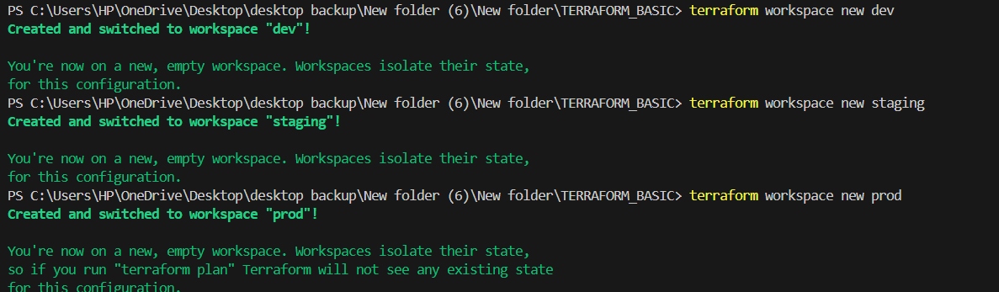 PS C:\Users\HP\OneDrive\Desktop\desktop backup\New folder (6)\New folder\TERRAFORM_BASIC> terraform workspace new dev
Created and switched to workspace "dev"!
You're now on a new, empty workspace. Workspaces isolate their state,
for this configuration.
PS C:\Users\HP\OneDrive\Desktop\desktop backup\New folder (6)\New folder\TERRAFORM_BASIC> terraform workspace new staging
Created and switched to workspace "staging"!
You're now on a new, empty workspace. Workspaces isolate their state,
for this configuration.
PS C:\Users\HP\OneDrive\Desktop\desktop backup\New folder (6)\New folder\TERRAFORM_BASIC> terraform workspace new prod
Created and switched to workspace "prod"!
You're now on a new, empty workspace. Workspaces isolate their state,
so if you run "terraform plan" Terraform will not see any existing state
for this configuration.